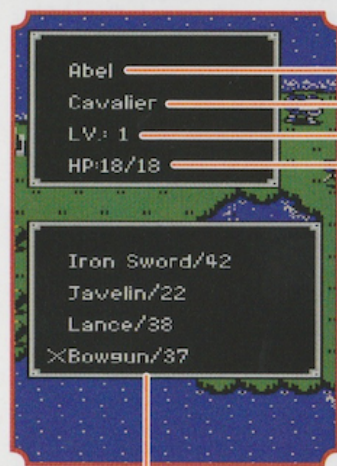 Abel
Cavalier
LV.: 1
HP:18/18
Iron Sword/42
Javelin/22
Lance/38
×Bowgun/37